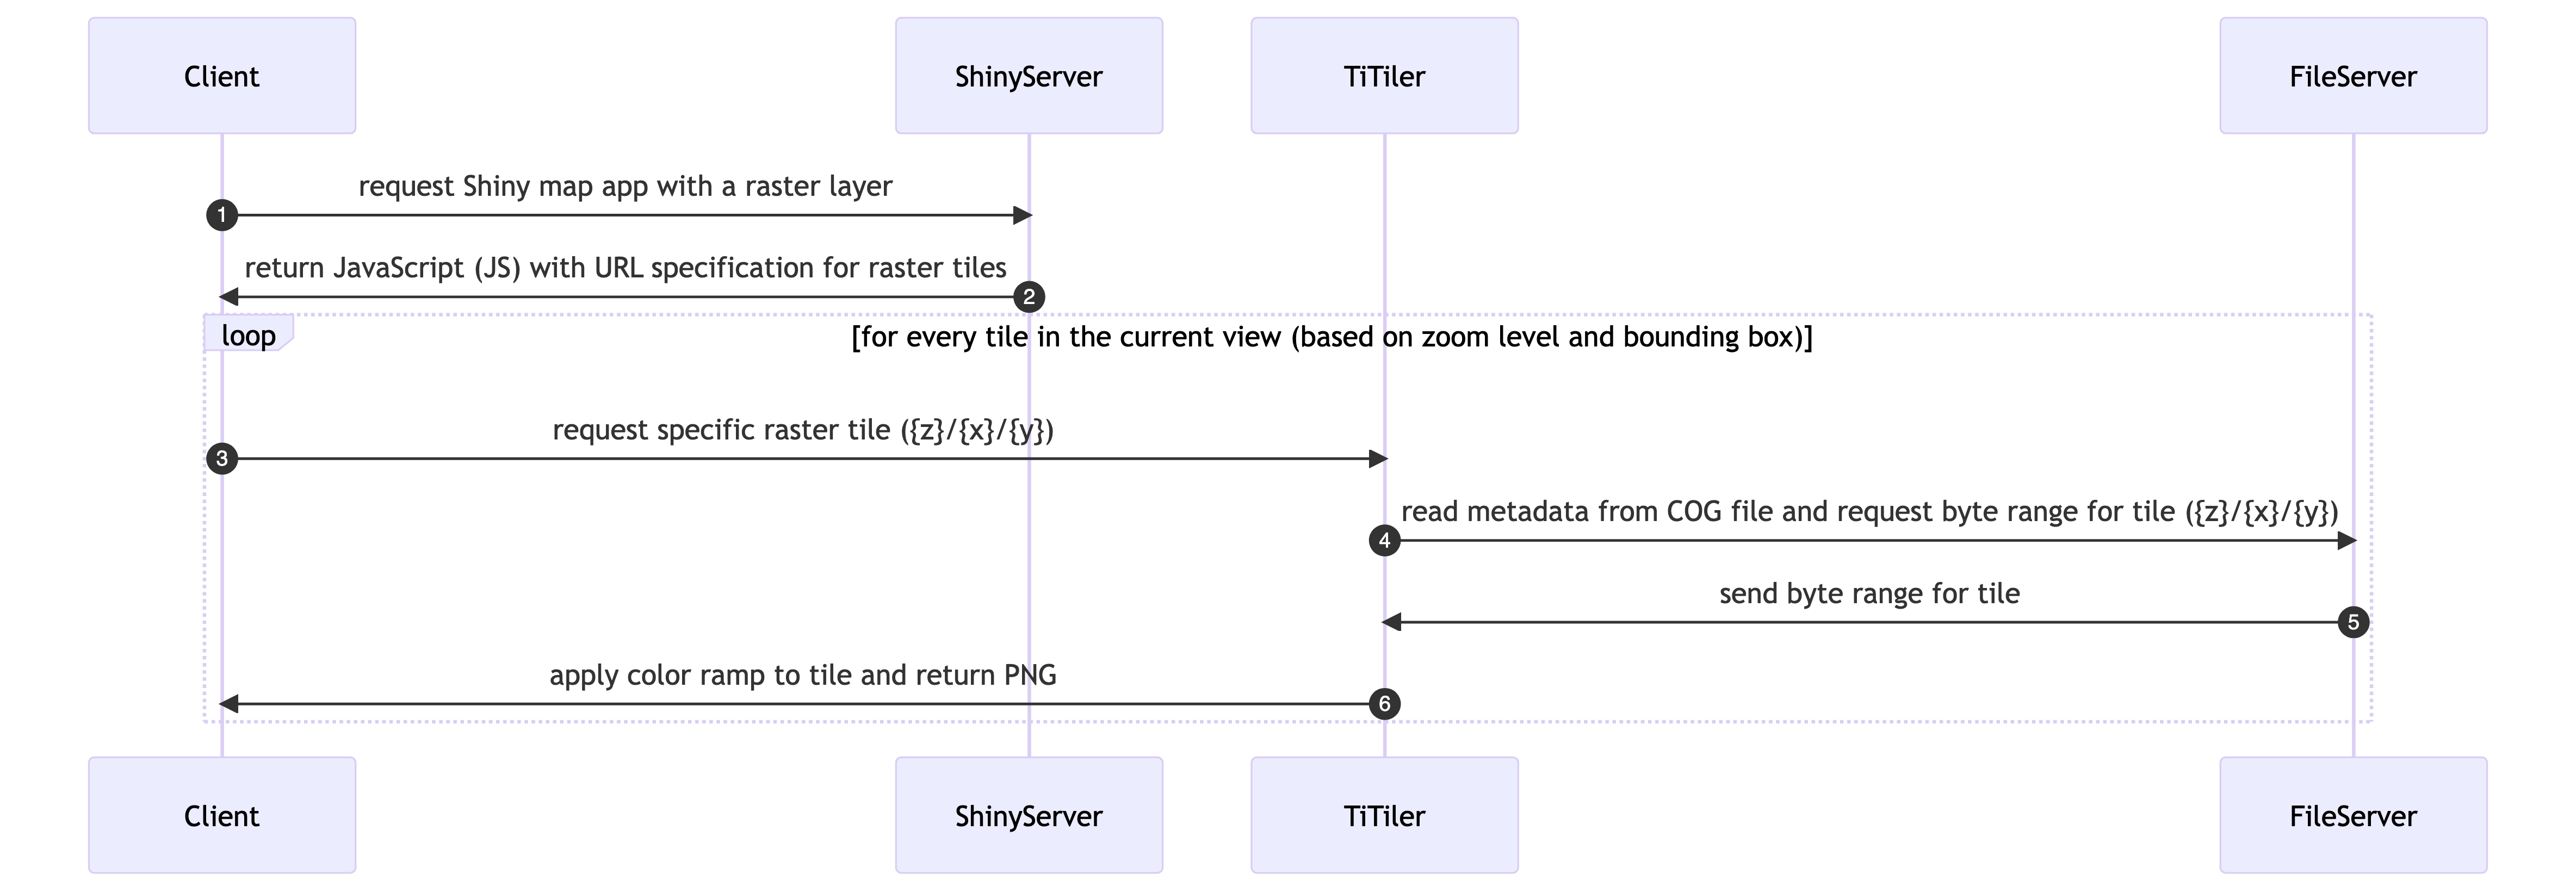 Client
ShinyServer
TiTiler
FileServer
request Shiny map app with a raster layer
1
return JavaScript (JS) with URL specification for raster tiles
2
loop
[for every tile in the current view (based on zoom level and bounding box)]
request specific raster tile ({z}/{x}/{y})
3
read metadata from COG file and request byte range for tile ({z}/{x}/{y})
4
send byte range for tile
5
apply color ramp to tile and return PNG
6
Client
ShinyServer
TiTiler
FileServer